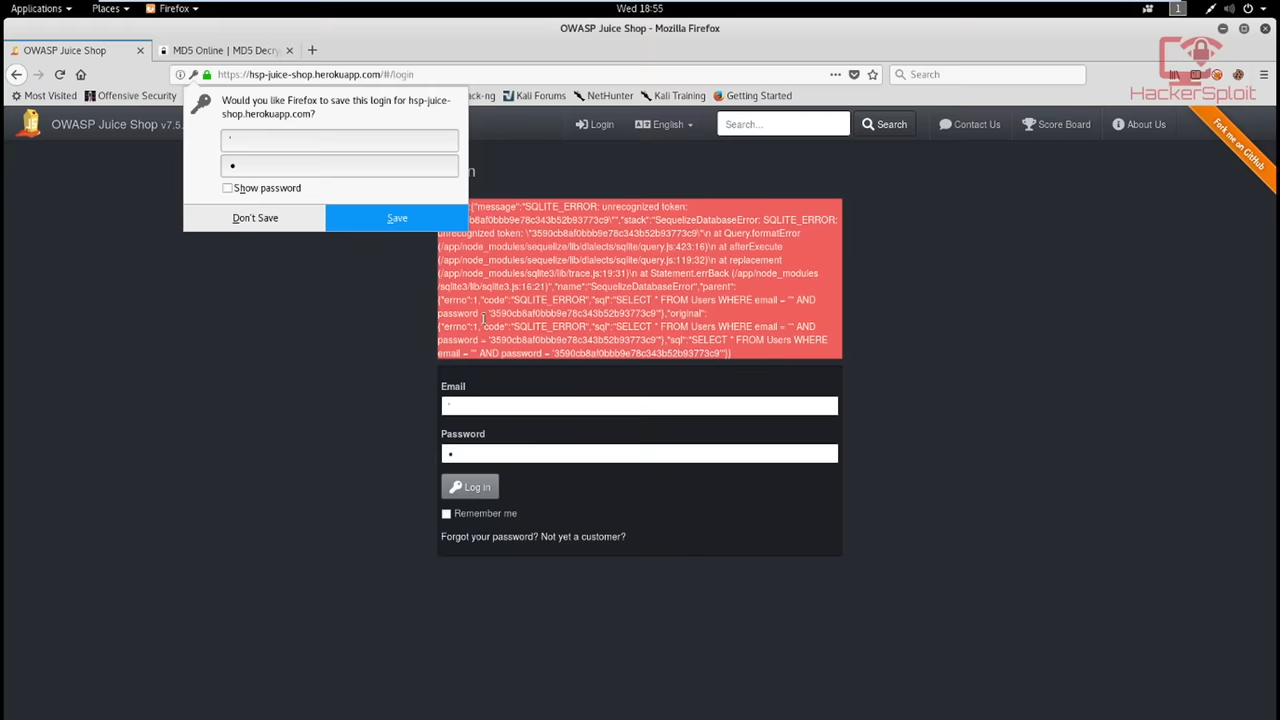 Applications Places Firefox Wed 18:55 1
OWASP Juice Shop - Mozilla Firefox
OWASP Juice Shop MD5 Online | MD5 Decry
https://hsp-juice-shop.herokuapp.com/#/login Search
Most Visited Offensive Security ck-ng Kali Forums NetHunter Kali Training Getting Started
HackerSploit
Would you like Firefox to save this login for hsp-juice-
shop.herokuapp.com?
'
•
Show password
Don't Save Save
OWASP Juice Shop v7.5. Login English Search... Search Contact Us Score Board About Us
Fork me on GitHub
{"message":"SQLITE_ERROR: unrecognized token:
cb8af0bbb9e78c343b52b93773c9\"","stack":"SequelizeDatabaseError: SQLITE_ERROR:
unrecognized token: \"3590cb8af0bbb9e78c343b52b93773c9\"\n at Query.formatError
(/app/node_modules/sequelize/lib/dialects/sqlite/query.js:423:16)\n at afterExecute
(/app/node_modules/sequelize/lib/dialects/sqlite/query.js:119:32)\n at replacement
(/app/node_modules/sqlite3/lib/trace.js:19:31)\n at Statement.errBack (/app/node_modules
/sqlite3/lib/sqlite3.js:16:21)","name":"SequelizeDatabaseError","parent":
{"errno":1,"code":"SQLITE_ERROR","sql":"SELECT * FROM Users WHERE email = ''' AND
password = '3590cb8af0bbb9e78c343b52b93773c9'"},"original":
{"errno":1,"code":"SQLITE_ERROR","sql":"SELECT * FROM Users WHERE email = ''' AND
password = '3590cb8af0bbb9e78c343b52b93773c9'"},"sql":"SELECT * FROM Users WHERE
email = ''' AND password = '3590cb8af0bbb9e78c343b52b93773c9'"}}
Email
'
Password
•
Log in
Remember me
Forgot your password? Not yet a customer?